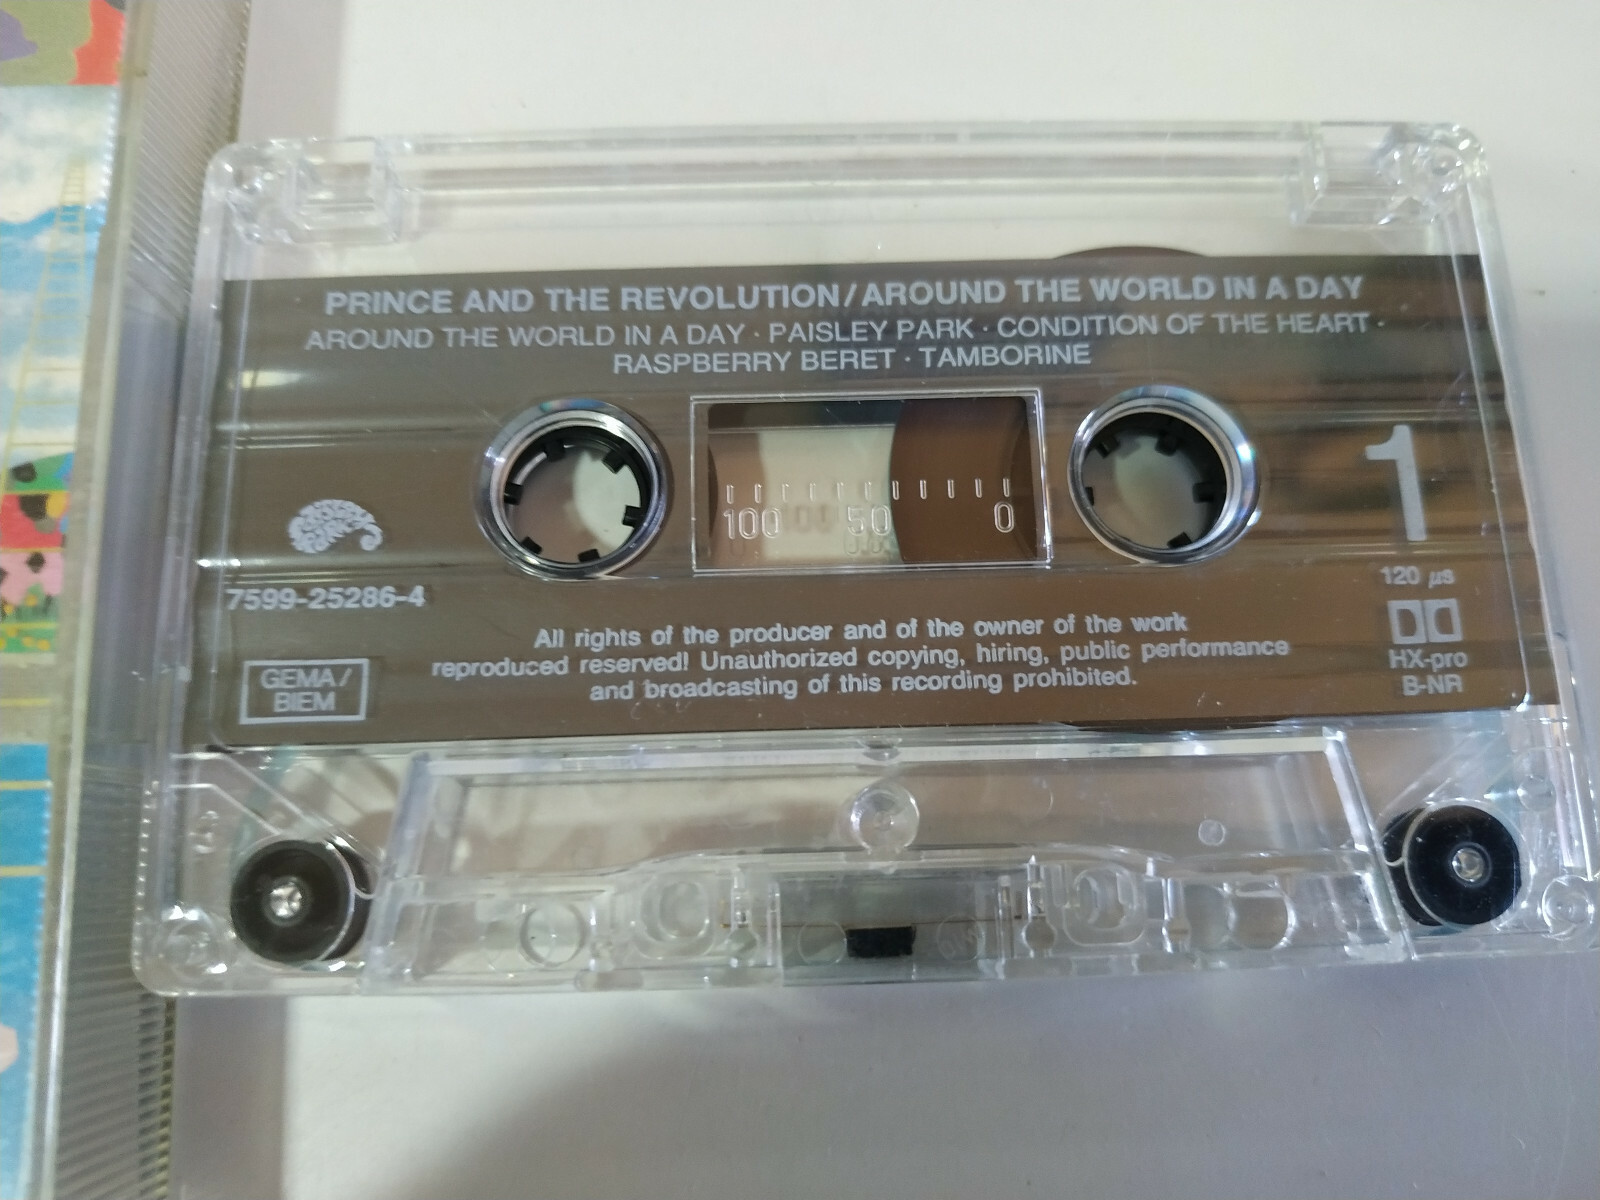 PRINCE AND THE REVOLUTION/AROUND THE WORLD IN A DAY
AROUND THE WORLD IN A DAY · PAISLEY PARK · CONDITION OF THE HEART ·
RASPBERRY BERET · TAMBORINE
1
100 50 0
PAISLEY PARK
7599-25286-4
120 µs
All rights of the producer and of the owner of the work
reproduced reserved! Unauthorized copying, hiring, public performance
and broadcasting of this recording prohibited.
GEMA/
BIEM
HX-pro
B-NR